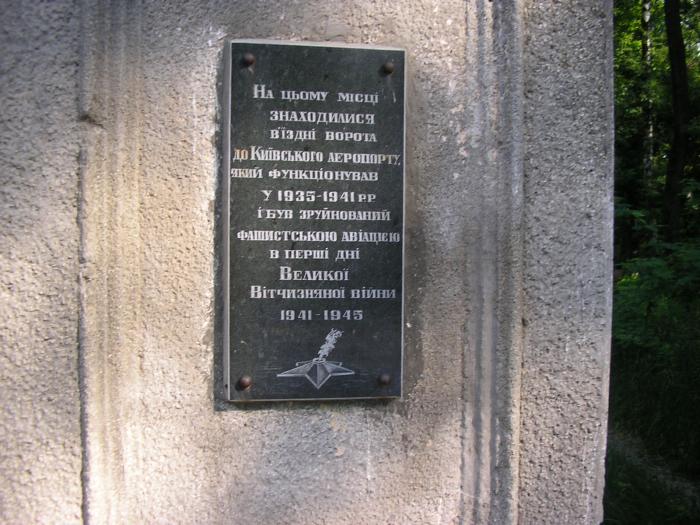 На цьому місці
знаходилися
в'їздні ворота
до Київського аеропорту,
який функціонував
у 1935-1941 р.р.
і був зруйнований
фашистською авіацією
в перші дні
Великої
Вітчизняної війни
1941-1945